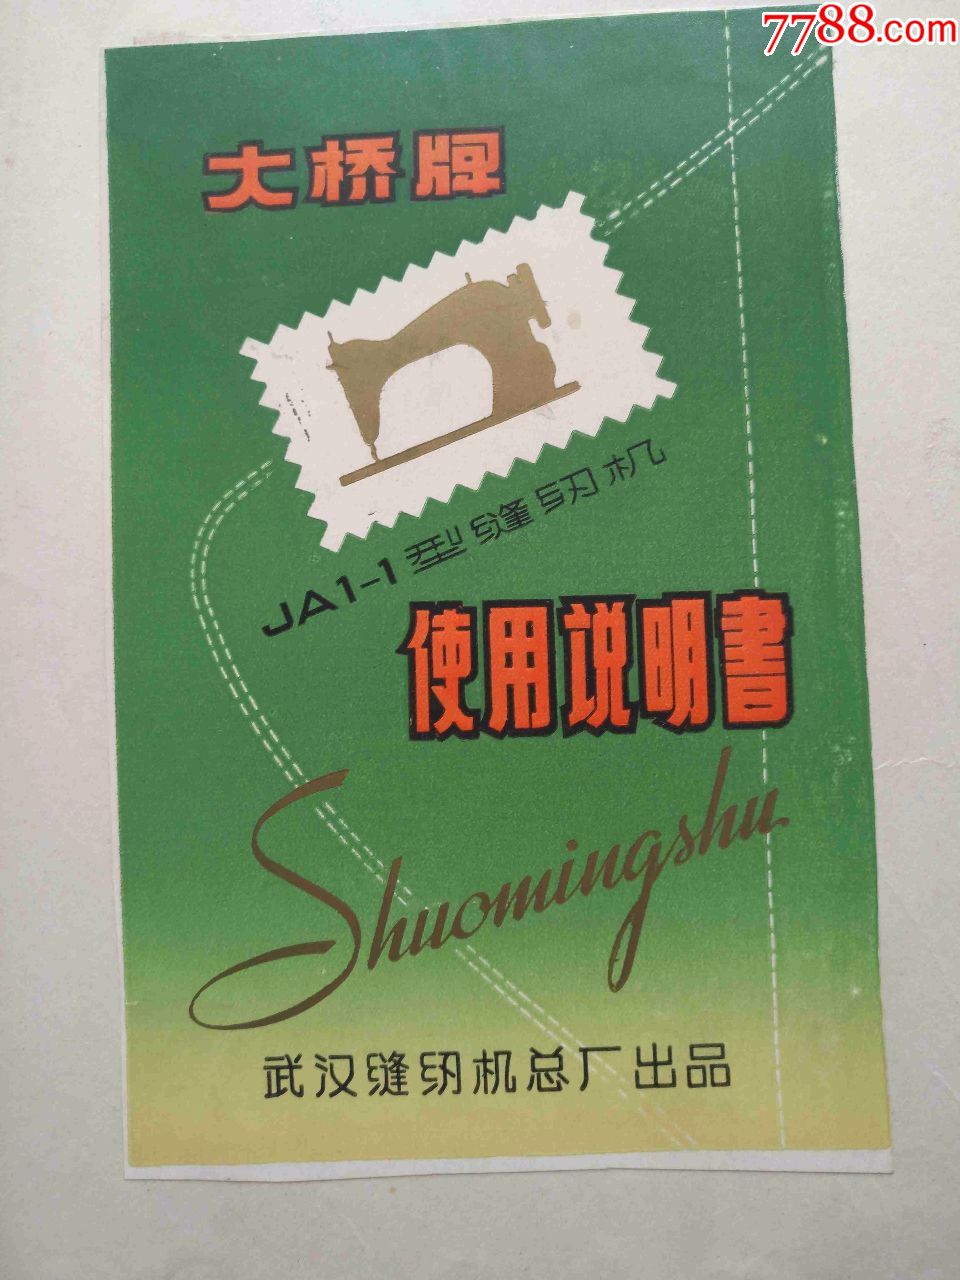 7788.com
大桥牌
JA1-1型缝纫机
使用説明書
Shuomingshu
武汉缝纫机总厂出品